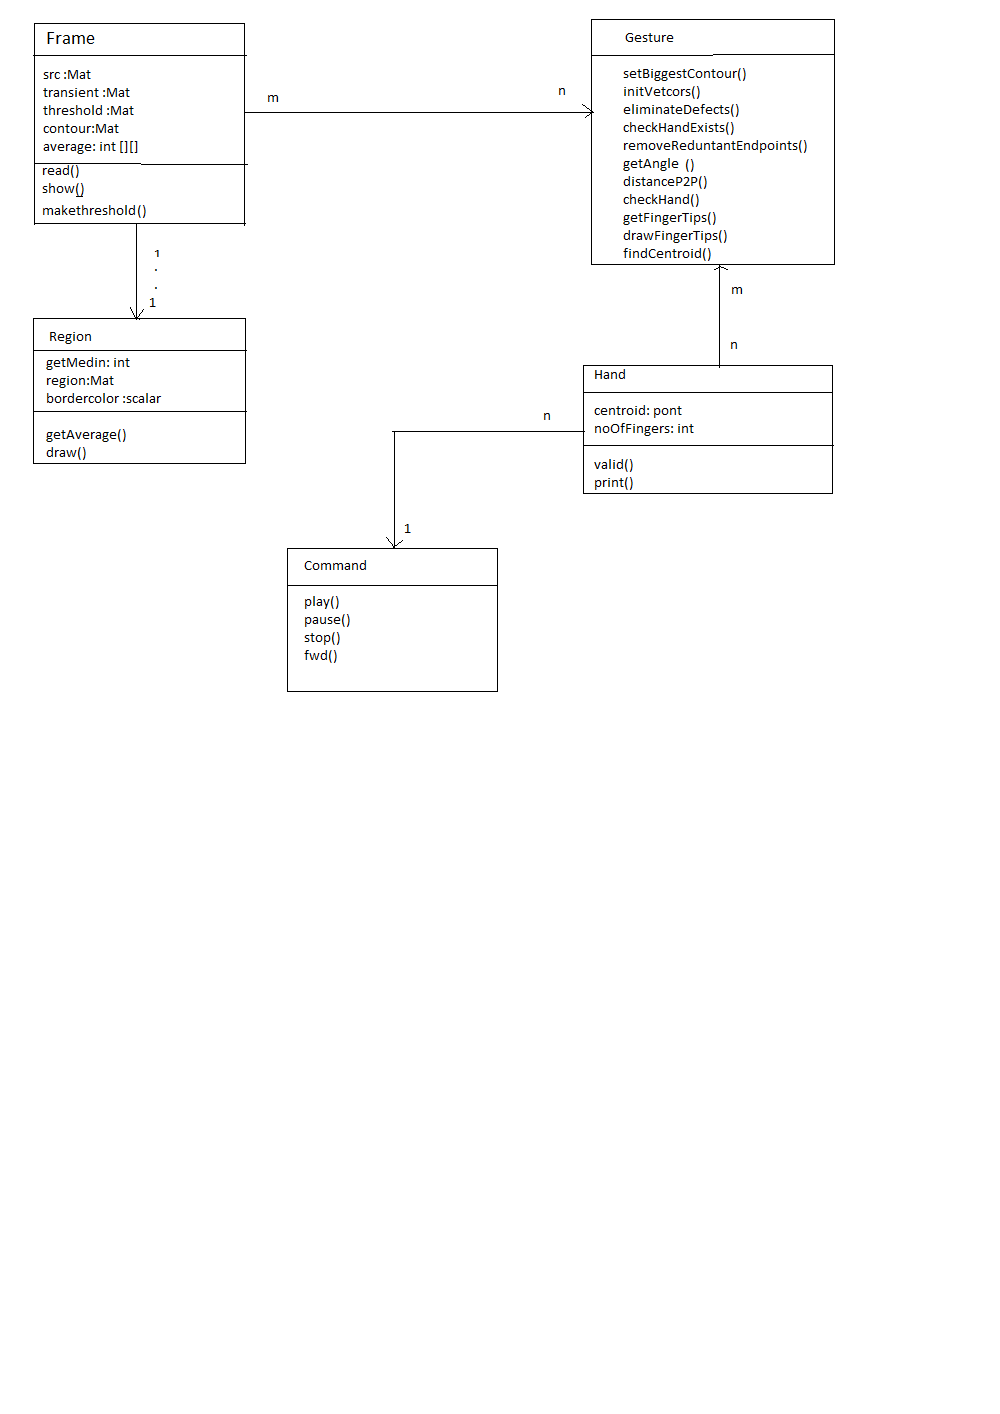 Frame
src :Mat
transient :Mat
threshold :Mat
contour:Mat
average: int [][]
read()
show()
makethreshold()
m
n
Gesture
setBiggestContour()
initVetcors()
eliminateDefects()
checkHandExists()
removeReduntantEndpoints()
getAngle ()
distanceP2P()
checkHand()
getFingerTips()
drawFingerTips()
findCentroid()
1
.
.
1
Region
getMedin: int
region:Mat
bordercolor :scalar
getAverage()
draw()
m
n
Hand
centroid: pont
noOfFingers: int
valid()
print()
n
1
Command
play()
pause()
stop()
fwd()